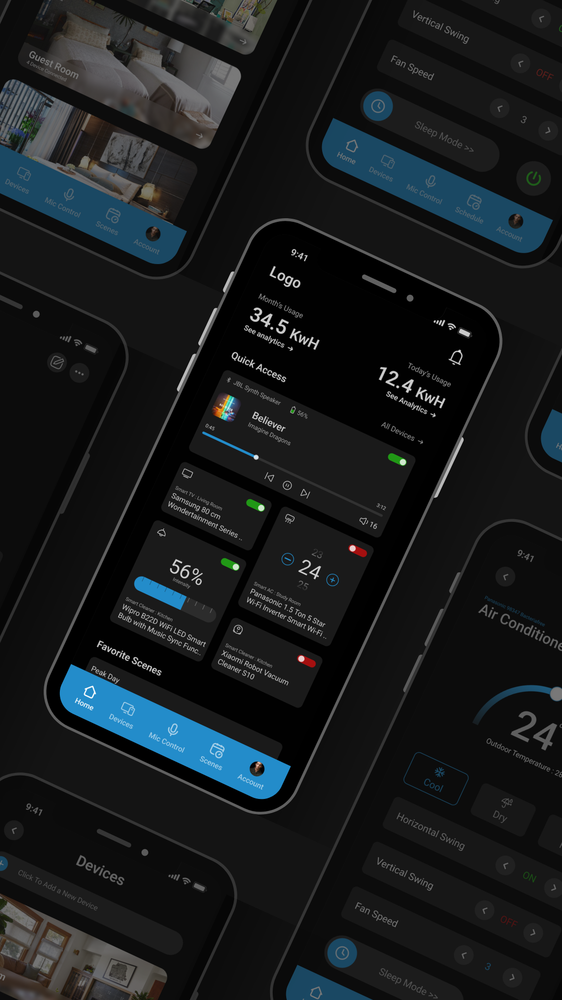 Guest Room
4 Device Connected
Devices
Mic Control
Scenes
Account
Vertical Swing
OFF
Fan Speed
3
Sleep Mode >>
Home
Devices
Mic Control
Schedule
Account
9:41
Logo
Month's Usage
34.5 KwH
See analytics →
Today's Usage
12.4 KwH
See Analytics →
Quick Access
All Devices →
JBL Synth Speaker
56%
Believer
Imagine Dragons
0:45
3:12
16
Smart TV : Living Room
Samsung 80 cm
Wondertainment Series ..
23
24
25
Smart AC : Study Room
Panasonic 1.5 Ton 5 Star
Wi-Fi Inverter Smart Wi-Fi ..
56%
Intensity
Smart Cleaner : Kitchen
Wipro B22D WiFi LED Smart
Bulb with Music Sync Func..
Smart Cleaner : Kitchen
Xiaomi Robot Vacuum
Cleaner S10
Favorite Scenes
Peak Day
Home
Devices
Mic Control
Scenes
Account
9:41
Panasonic 98347 Bacteriafree
Air Conditione
24
Outdoor Temperature : 28
Cool
Dry
Horizontal Swing
ON
Vertical Swing
OFF
Fan Speed
3
Sleep Mode >>
9:41
Devices
Click To Add a New Device